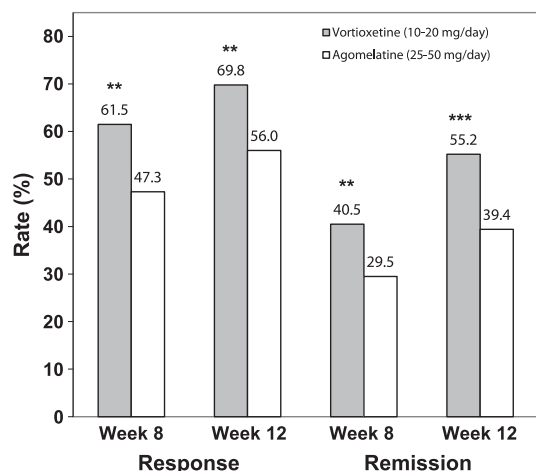 Vortioxetine (10-20 mg/day)
Agomelatine (25-50 mg/day)
Rate (%)
80
70
60
50
40
30
20
10
0
**
61.5
47.3
**
69.8
56.0
**
40.5
29.5
***
55.2
39.4
Week 8
Week 12
Week 8
Week 12
Response
Remission